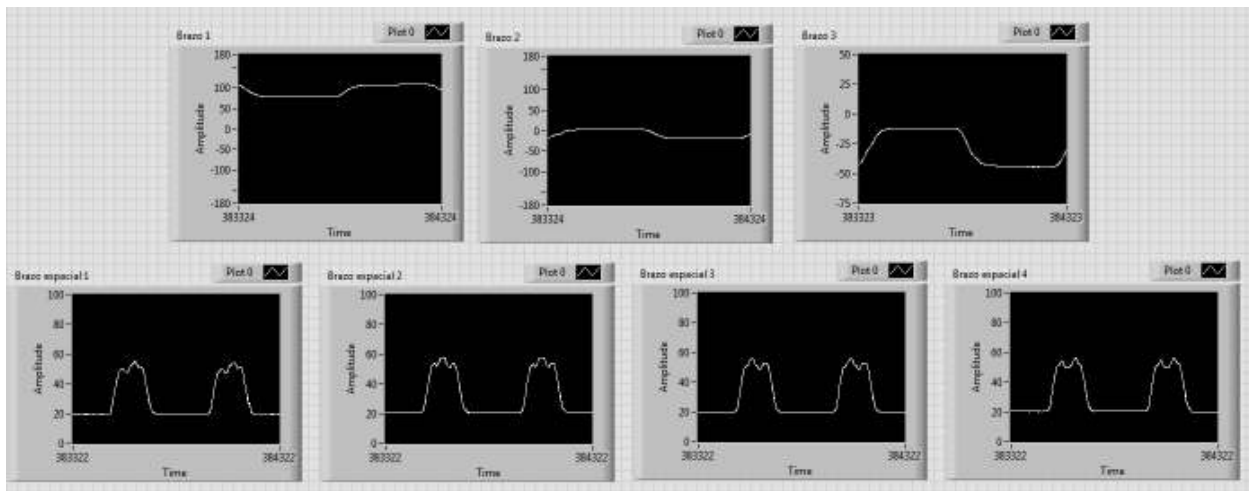 Brazo 1
Plot 0
Amplitude
180
100
50
0
-50
-100
-180
383324 384324
Time
Brazo 2
Plot 0
Amplitude
180
100
50
0
-50
-100
-180
383324 384324
Time
Brazo 3
Plot 0
Amplitude
50
25
0
-25
-50
-75
383323 384323
Time
Brazo espacial 1
Plot 0
Amplitude
100
80
60
40
20
0
383322 384322
Time
Brazo espacial 2
Plot 0
Amplitude
100
80
60
40
20
0
383322 384322
Time
Brazo espacial 3
Plot 0
Amplitude
100
80
60
40
20
0
383322 384322
Time
Brazo espacial 4
Plot 0
Amplitude
100
80
60
40
20
0
383322 384322
Time